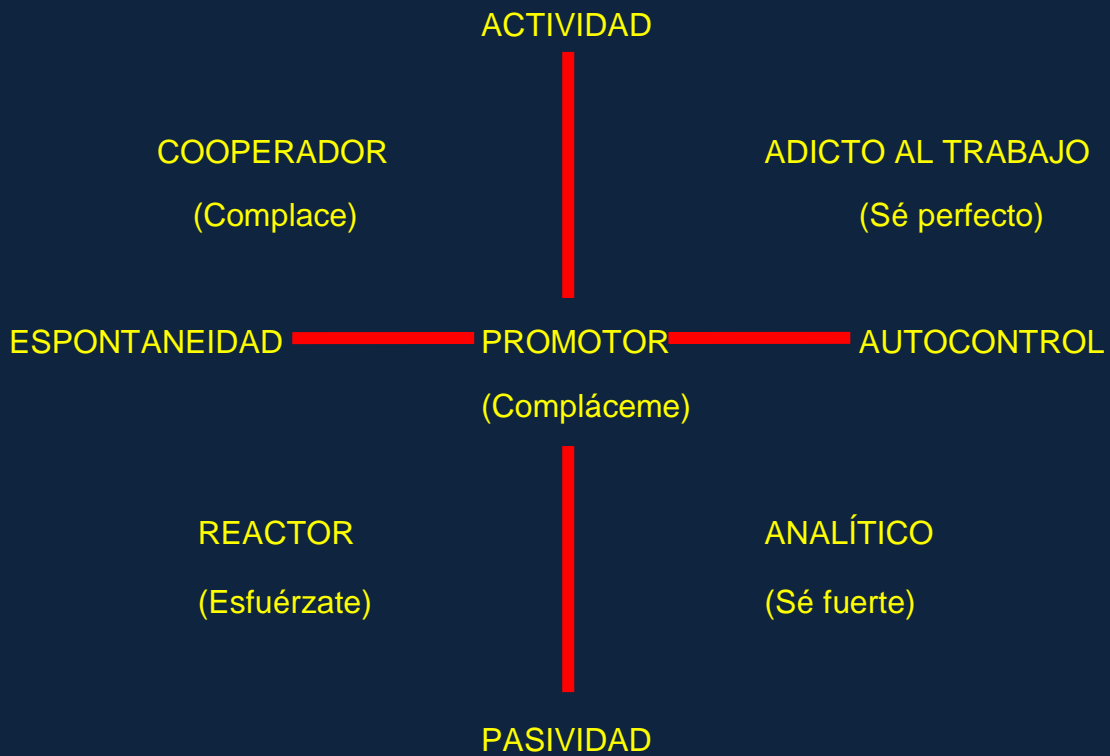 ACTIVIDAD
COOPERADOR
ADICTO AL TRABAJO
(Complace)
(Sé perfecto)
ESPONTANEIDAD
PROMOTOR
AUTOCONTROL
(Compláceme)
REACTOR
ANALÍTICO
(Esfuérzate)
(Sé fuerte)
PASIVIDAD